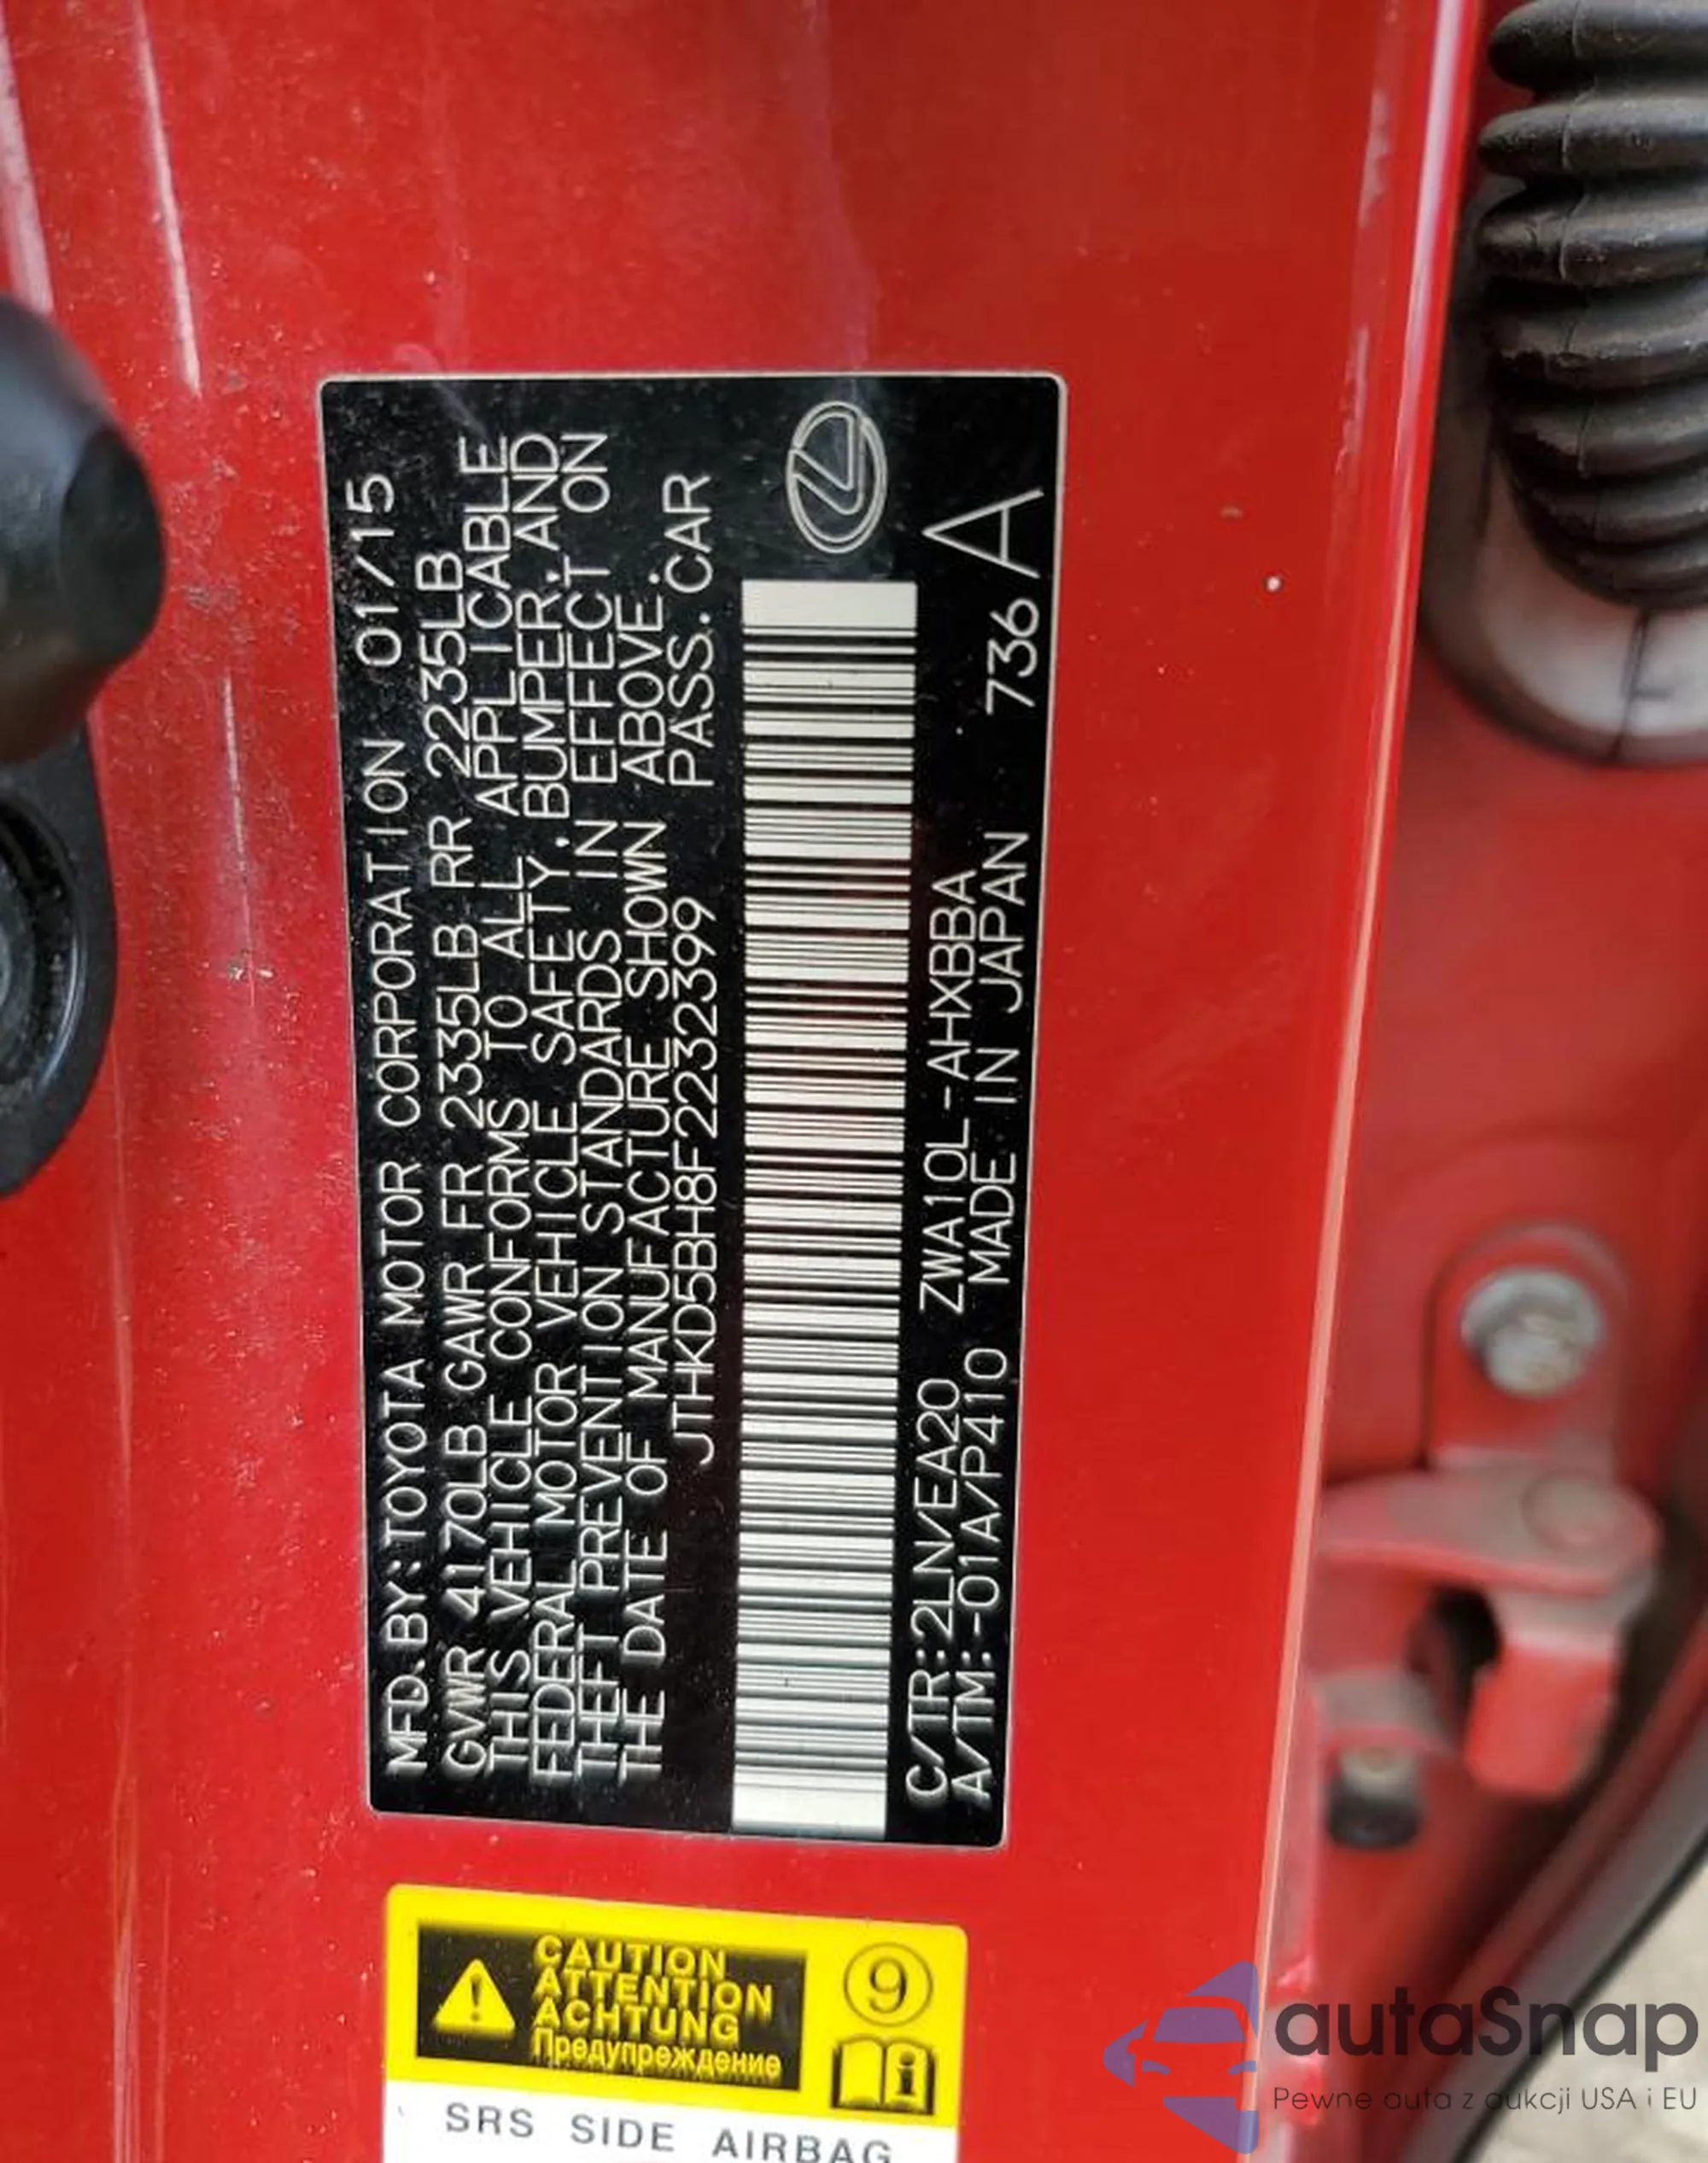 MFD.BY:TOYOTA MOTOR CORPORATION 01/15
GVWR 4170LB GAWR FR 2335LB RR 2235LB
THIS VEHICLE CONFORMS TO ALL APPLICABLE
FEDERAL MOTOR VEHICLE SAFETY, BUMPER, AND
THEFT PREVENTION STANDARDS IN EFFECT ON
THE DATE OF MANUFACTURE SHOWN ABOVE.
JTHKD5BH8F2232399 PASS.CAR
C/TR:2LN/EA20 ZWA10L-AHXBBA 736 A
A/TM:-01A/P410 MADE IN JAPAN
CAUTION
ATTENTION
ACHTUNG
Предупреждение
9
i
SRS SIDE AIRBAG
autaSnap
Pewne auta z aukcji USA i EU